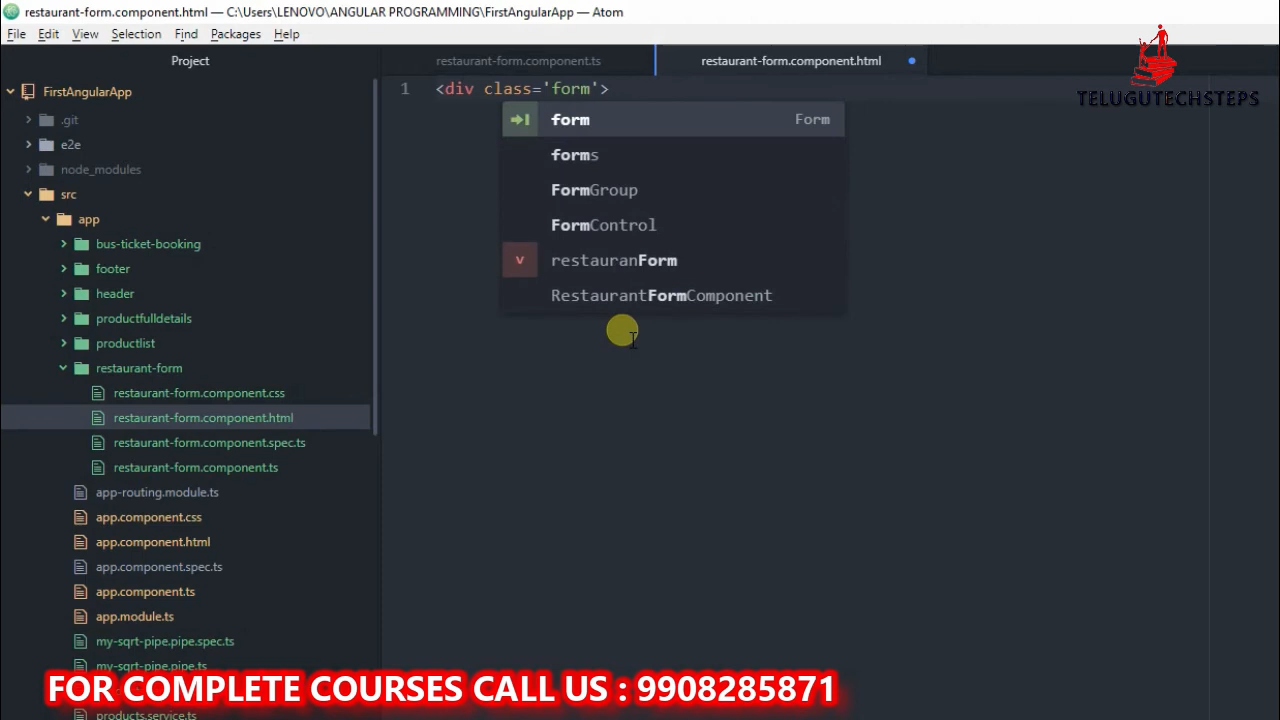 restaurant-form.component.html — C:\Users\LENOVO\ANGULAR PROGRAMMING\FirstAngularApp — Atom
File Edit View Selection Find Packages Help
Project
restaurant-form.component.ts
restaurant-form.component.html
TELUGUTECHSTEPS
FirstAngularApp
.git
e2e
node_modules
src
app
bus-ticket-booking
footer
header
productfulldetails
productlist
restaurant-form
restaurant-form.component.css
restaurant-form.component.html
restaurant-form.component.spec.ts
restaurant-form.component.ts
app-routing.module.ts
app.component.css
app.component.html
app.component.spec.ts
app.component.ts
app.module.ts
my-sqrt-pipe.pipe.spec.ts
my-sqrt-pipe.pipe.ts
products.service.ts
1 <div class='form'>
form Form
forms
FormGroup
FormControl
v restauranForm
RestaurantFormComponent
FOR COMPLETE COURSES CALL US : 9908285871